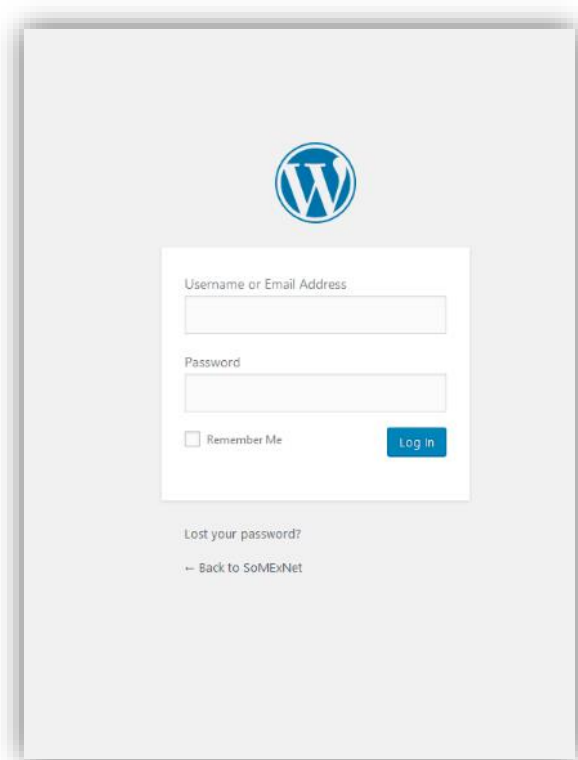 W
Username or Email Address
Password
Remember Me
Log In
Lost your password?
← Back to SoMExNet